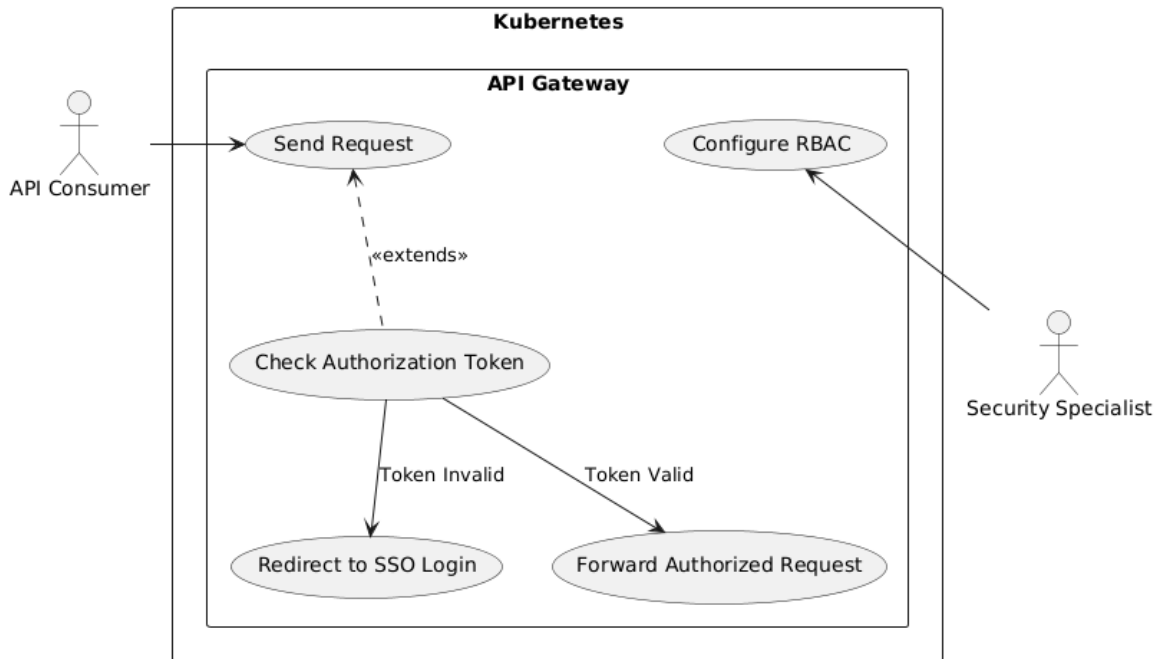 Kubernetes
API Gateway
Send Request
Configure RBAC
API Consumer
«extends»
Check Authorization Token
Security Specialist
Token Invalid
Token Valid
Redirect to SSO Login
Forward Authorized Request